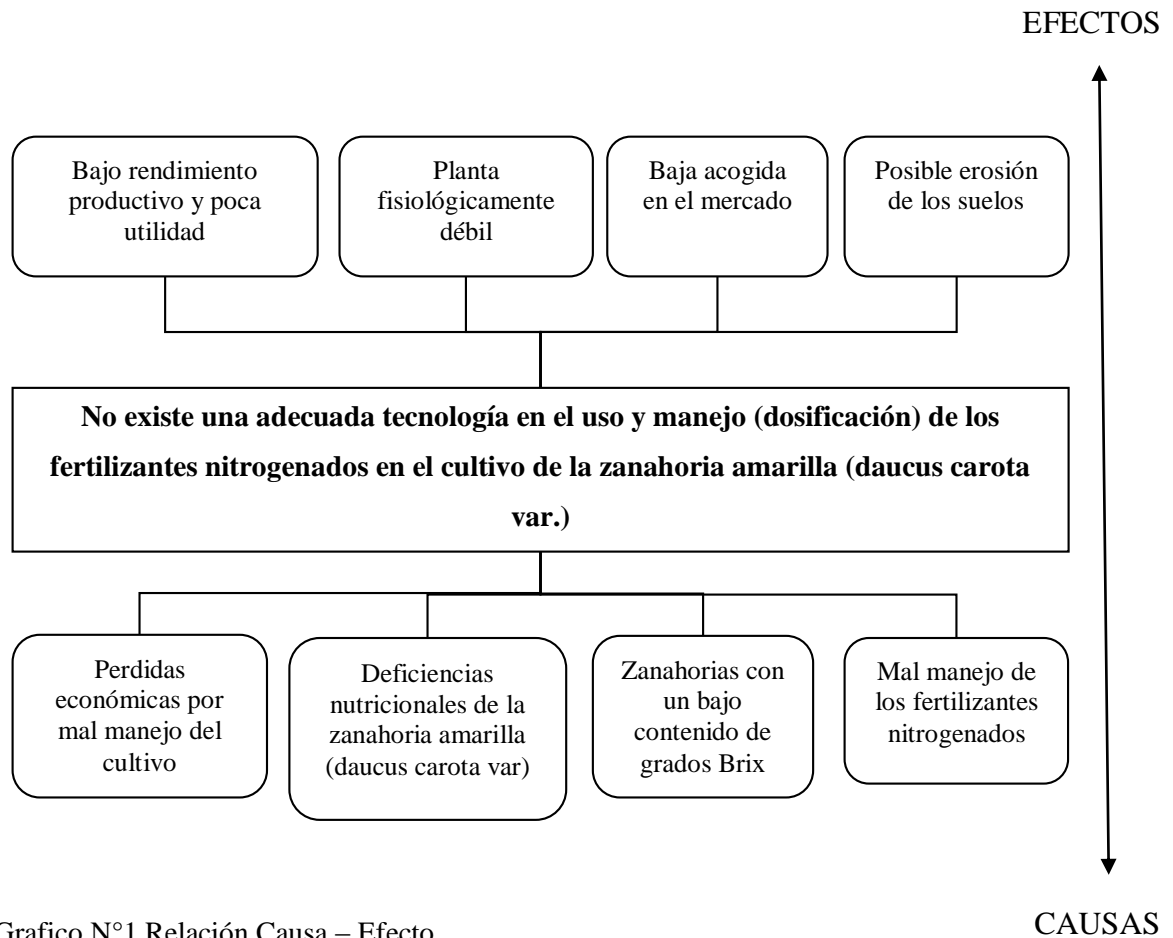 EFECTOS
Bajo rendimiento
productivo y poca
utilidad
Planta
fisiológicamente
débil
Baja acogida
en el mercado
Posible erosión
de los suelos
No existe una adecuada tecnología en el uso y manejo (dosificación) de los
fertilizantes nitrogenados en el cultivo de la zanahoria amarilla (daucus carota
var.)
Perdidas
económicas por
mal manejo del
cultivo
Deficiencias
nutricionales de la
zanahoria amarilla
(daucus carota var)
Zanahorias con
un bajo
contenido de
grados Brix
Mal manejo de
los fertilizantes
nitrogenados
CAUSAS
Grafico N°1 Relación Causa – Efecto